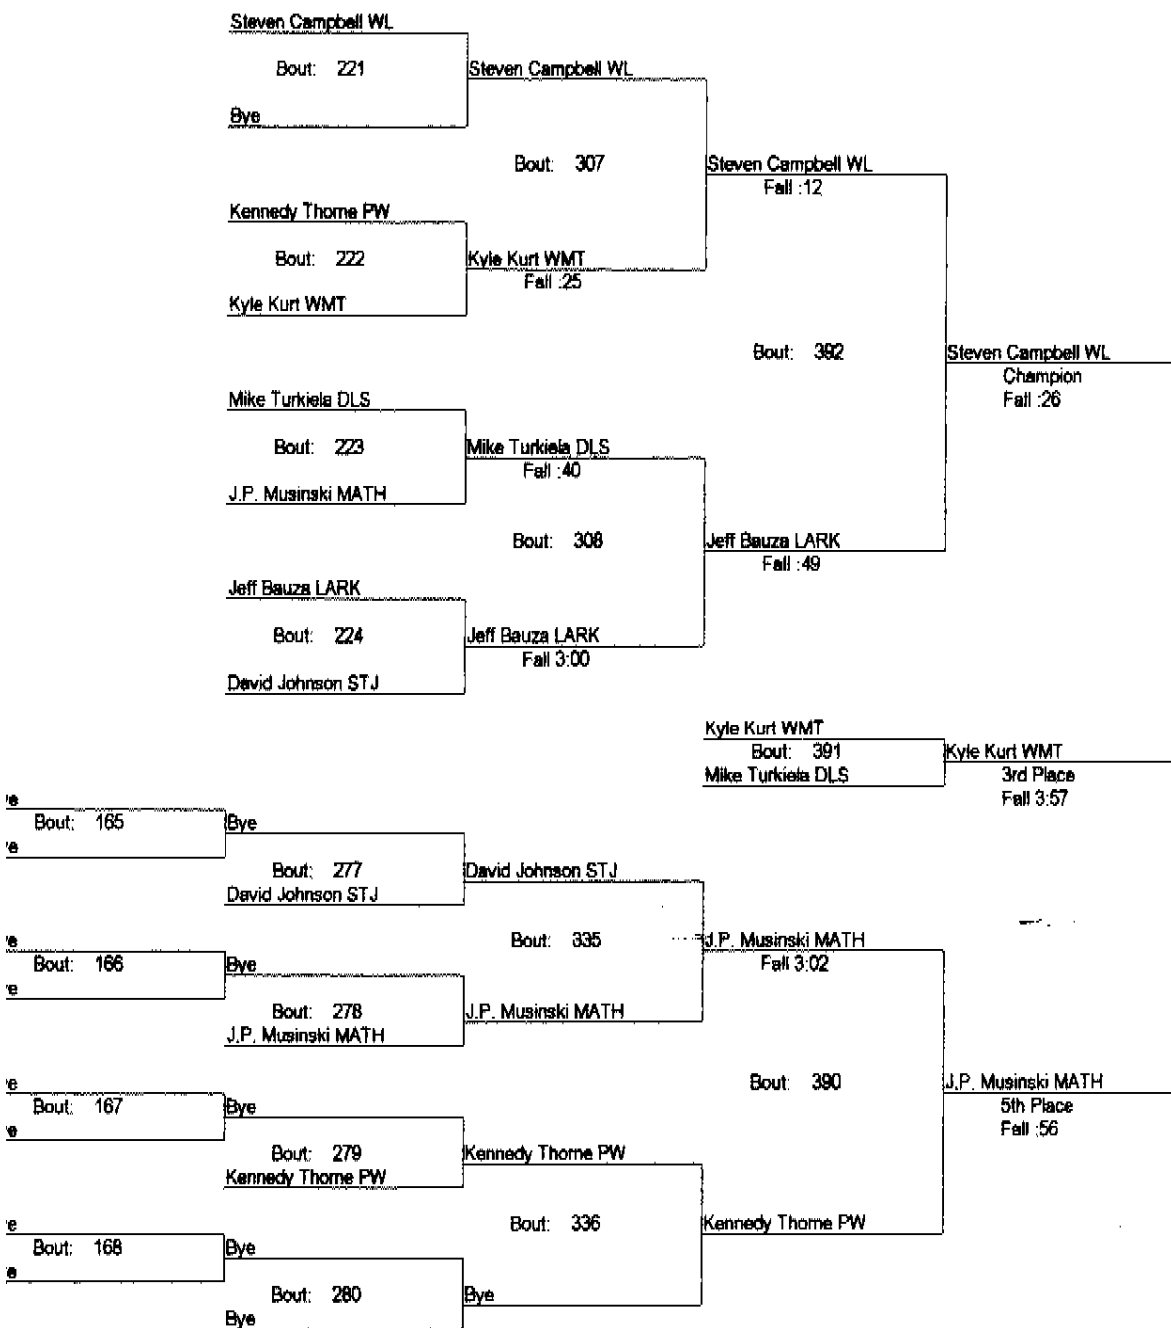 Steven Campbell WL
Bout: 221
Steven Campbell WL
Bye
Bout: 307
Steven Campbell WL
Fall :12
Kennedy Thorne PW
Bout: 222
Kyle Kurt WMT
Fall :25
Kyle Kurt WMT
Bout: 392
Steven Campbell WL
Champion
Fall :26
Mike Turkiela DLS
Bout: 223
Mike Turkiela DLS
Fall :40
J.P. Musinski MATH
Bout: 308
Jeff Bauza LARK
Fall :49
Jeff Bauza LARK
Bout: 224
Jeff Bauza LARK
Fall 3:00
David Johnson STJ
Kyle Kurt WMT
Bout: 391
Kyle Kurt WMT
Mike Turkiela DLS
3rd Place
Fall 3:57
Bout: 165
Bye
Bout: 277
David Johnson STJ
David Johnson STJ
Bout: 335
J.P. Musinski MATH
Fall 3:02
Bout: 166
Bye
Bout: 278
J.P. Musinski MATH
J.P. Musinski MATH
Bout: 390
J.P. Musinski MATH
5th Place
Fall :56
Bout: 167
Bye
Bout: 279
Kennedy Thorne PW
Kennedy Thorne PW
Bout: 336
Kennedy Thorne PW
Bout: 168
Bye
Bout: 280
Bye
Bye